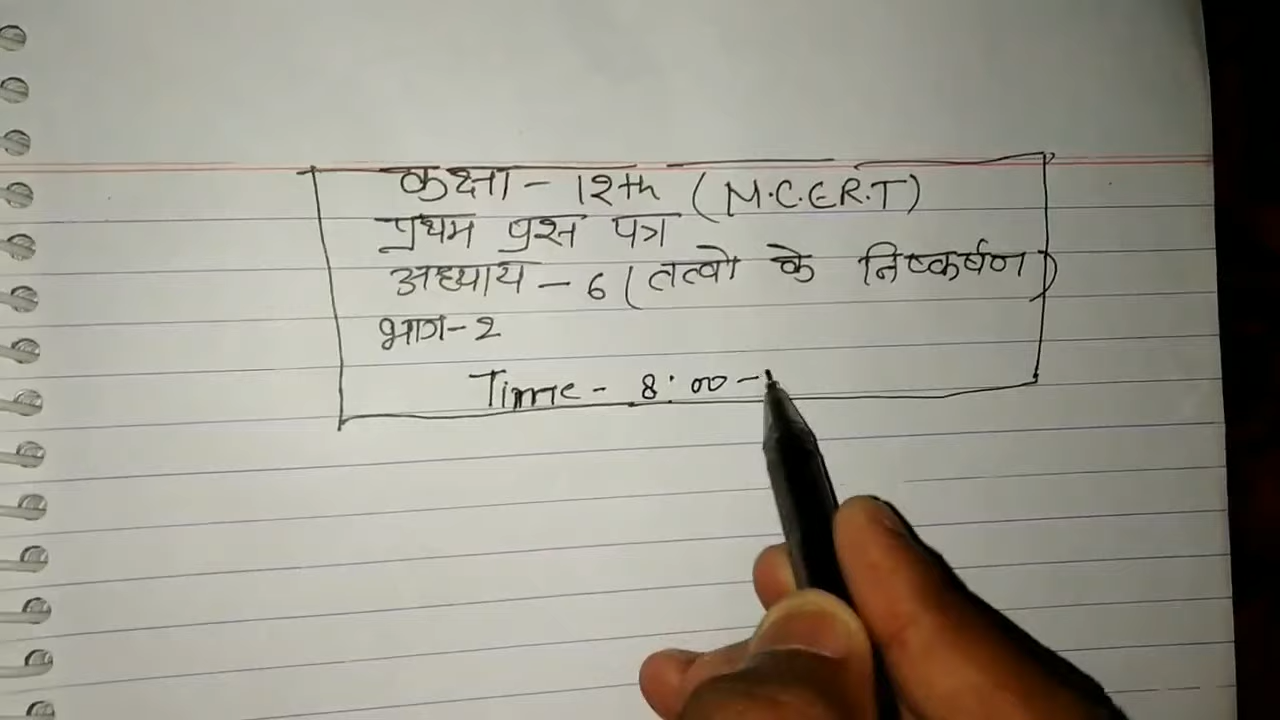 कक्षा - 12th (N.C.E.R.T)
प्रथम प्रश्न पत्र
अध्याय - 6 (तत्वो के निष्कर्षण)
भाग-2
Time - 8:00 -